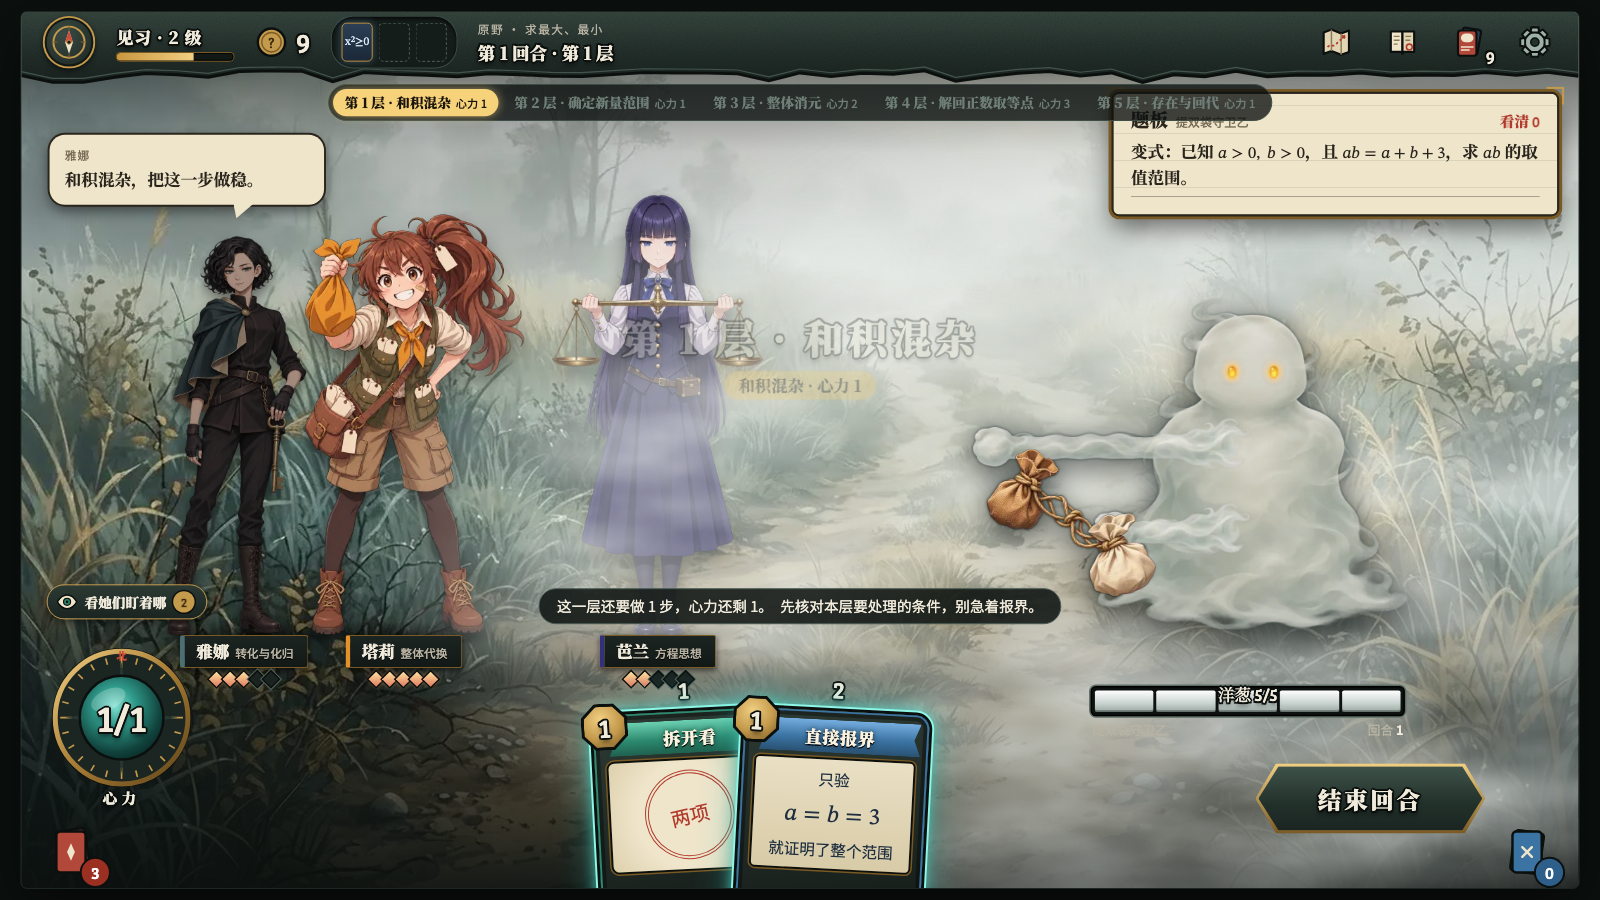 见习·2 级
9
x²≥0
原野 · 求最大、最小
第1回合·第1层
9
第1层·和积混杂 心力1
第2层·确定新量范围 心力1
第3层·整体消元 心力2
第4层·解回正数取等点 心力3
第5层·存在与回代 心力1
题板 提双袋守卫乙
看清 0
变式：已知 a > 0, b > 0，且 ab = a + b + 3，求 ab 的取
值范围。
雅娜
和积混杂，把这一步做稳。
第1层·和积混杂
和积混杂·心力1
看她们盯着哪 2
这一层还要做 1 步，心力还剩 1。 先核对本层要处理的条件，别急着报界。
雅娜 转化与化归
塔莉 整体代换
芭兰 方程思想
1/1
心力
3
1
1
拆开看
两项
2
1
直接报界
只验
a = b = 3
就证明了整个范围
洋葱5/5
回合 1
结束回合
0